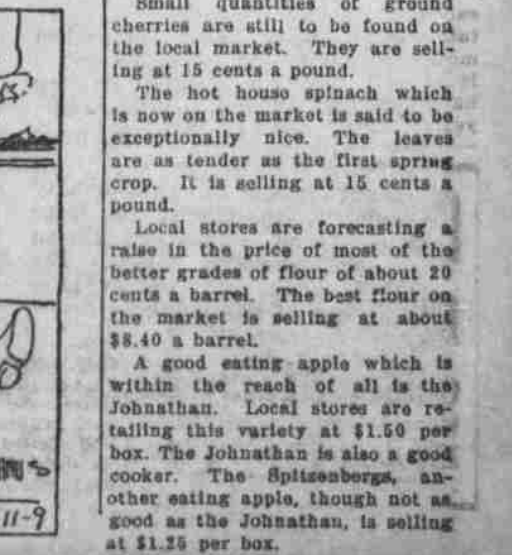 Small quantities of ground
cherries are still to be found on
the local market. They are sell-
ing at 15 cents a pound.
The hot house spinach which
is now on the market is said to be
exceptionally nice. The leaves
are as tender as the first spring
crop. It is selling at 15 cents a
pound.
Local stores are forecasting a
raise in the price of most of the
better grades of flour of about 20
cents a barrel. The best flour on
the market is selling at about
$8.40 a barrel.
A good eating apple which is
within the reach of all is the
Johnathan. Local stores are re-
tailing this variety at $1.50 per
box. The Johnathan is also a good
cooker. The Spitzenbergs, an-
other eating apple, though not as
good as the Johnathan, is selling
at $1.25 per box.
11-9